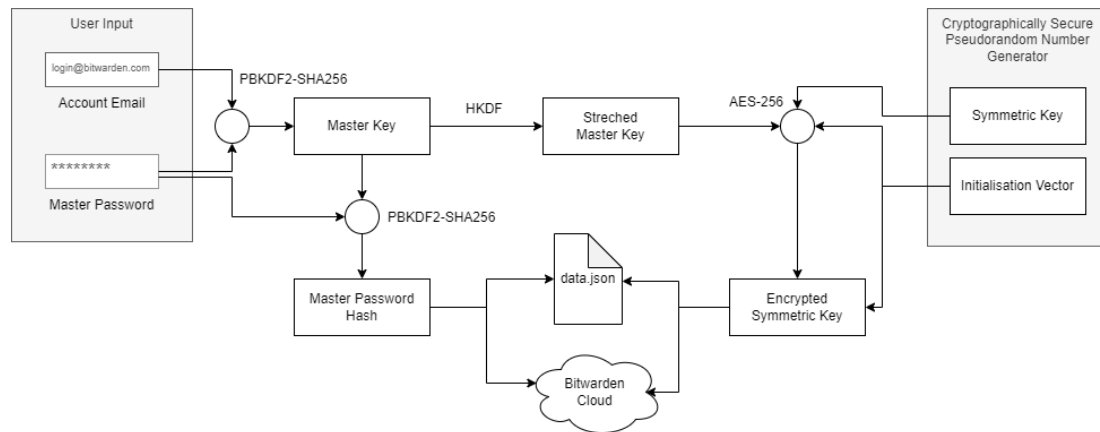 User Input
login@bitwarden.com
Account Email
********
Master Password
PBKDF2-SHA256
Master Key
HKDF
Streched
Master Key
AES-256
Cryptographically Secure
Pseudorandom Number
Generator
Symmetric Key
Initialisation Vector
PBKDF2-SHA256
Master Password
Hash
data.json
Encrypted
Symmetric Key
Bitwarden
Cloud